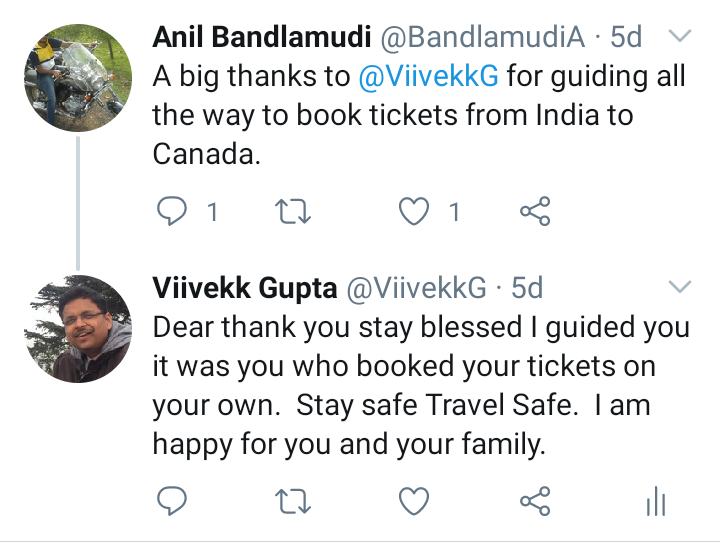 Anil Bandlamudi @BandlamudiA · 5d
A big thanks to @ViivekkG for guiding all
the way to book tickets from India to
Canada.
1 1
Viivekk Gupta @ViivekkG · 5d
Dear thank you stay blessed I guided you
it was you who booked your tickets on
your own.  Stay safe Travel Safe.  I am
happy for you and your family.